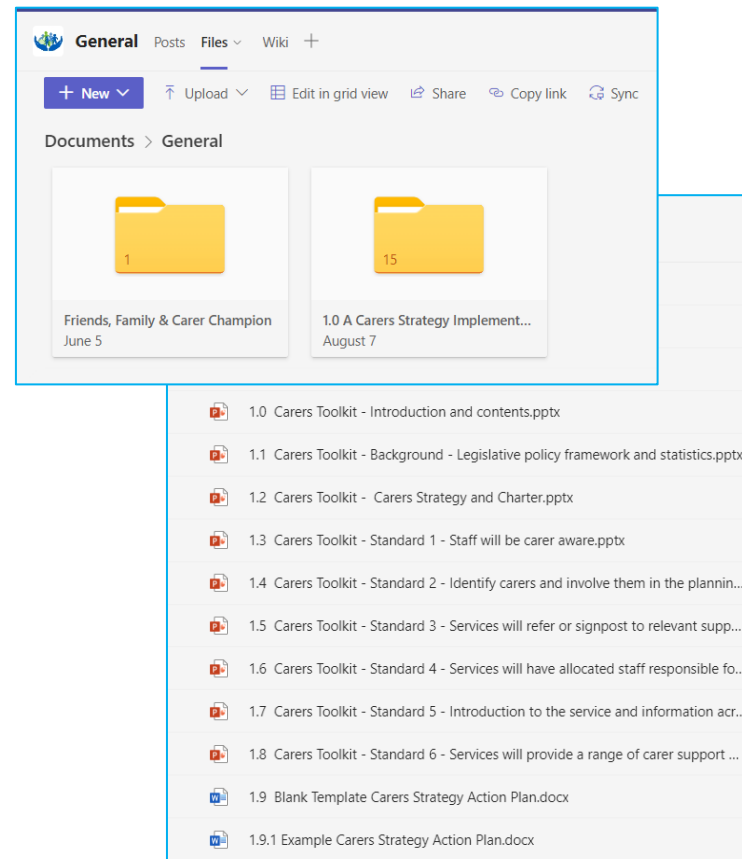 General Posts Files Wiki
New Upload Edit in grid view Share Copy link Sync
Documents > General
1
15
Friends, Family & Carer Champion
June 5
1.0 A Carers Strategy Implement...
August 7
1.0 Carers Toolkit - Introduction and contents.pptx
1.1 Carers Toolkit - Background - Legislative policy framework and statistics.pptx
1.2 Carers Toolkit - Carers Strategy and Charter.pptx
1.3 Carers Toolkit - Standard 1 - Staff will be carer aware.pptx
1.4 Carers Toolkit - Standard 2 - Identify carers and involve them in the plannin...
1.5 Carers Toolkit - Standard 3 - Services will refer or signpost to relevant supp...
1.6 Carers Toolkit - Standard 4 - Services will have allocated staff responsible fo...
1.7 Carers Toolkit - Standard 5 - Introduction to the service and information acr...
1.8 Carers Toolkit - Standard 6 - Services will provide a range of carer support ...
1.9 Blank Template Carers Strategy Action Plan.docx
1.9.1 Example Carers Strategy Action Plan.docx